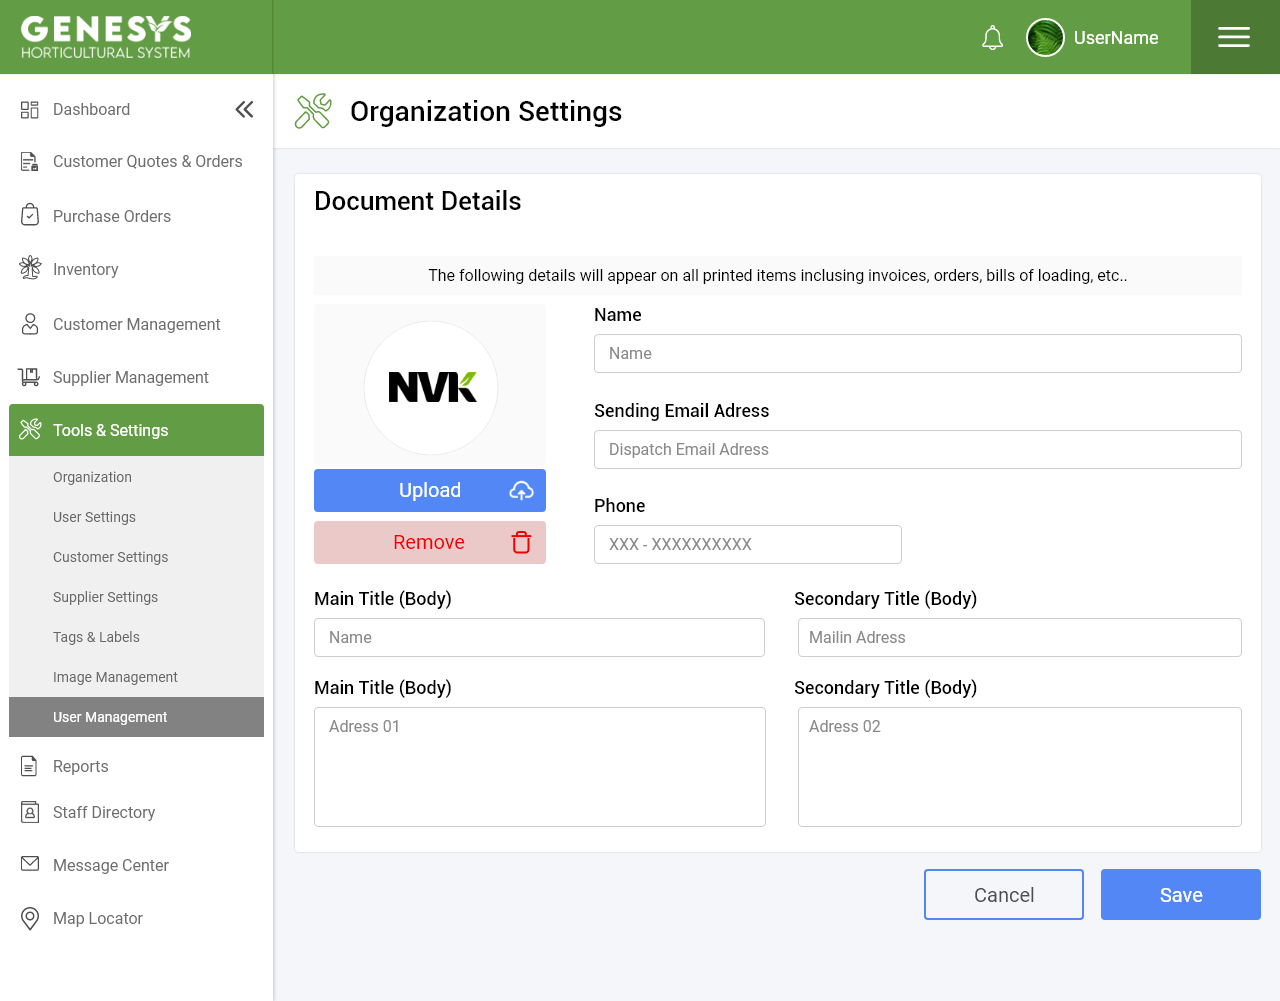 GENESYS
HORTICULTURAL SYSTEM
UserName
Dashboard
Customer Quotes & Orders
Purchase Orders
Inventory
Customer Management
Supplier Management
Tools & Settings
Organization
User Settings
Customer Settings
Supplier Settings
Tags & Labels
Image Management
User Management
Reports
Staff Directory
Message Center
Map Locator
Organization Settings
Document Details
The following details will appear on all printed items inclusing invoices, orders, bills of loading, etc..
NVK
Upload
Remove
Name
Name
Sending Email Adress
Dispatch Email Adress
Phone
XXX - XXXXXXXXXX
Main Title (Body)
Secondary Title (Body)
Name
Mailin Adress
Main Title (Body)
Secondary Title (Body)
Adress 01
Adress 02
Cancel
Save